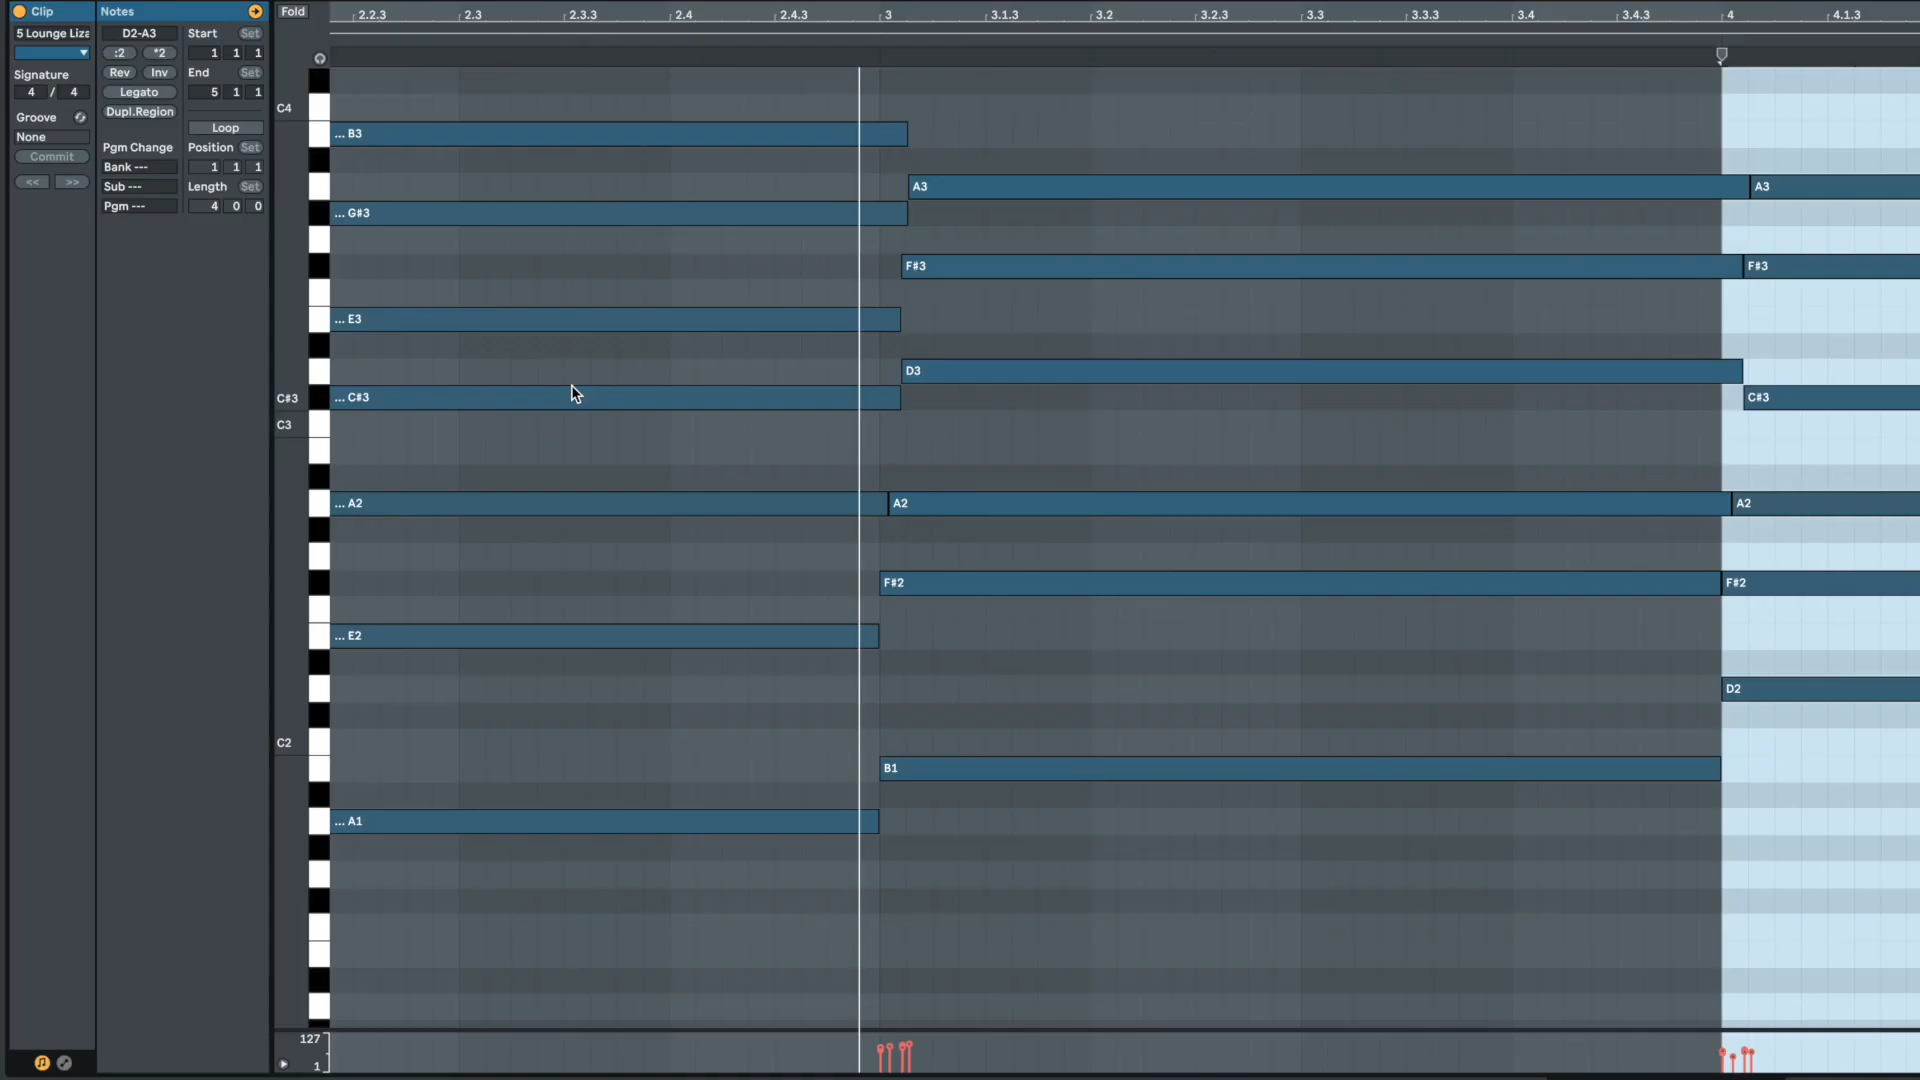 Clip
5 Lounge Liza
Signature
4 / 4
Groove
None
Commit
<< >>
Notes
D2-A3
:2 *2
Rev Inv
Legato
Dupl.Region
Pgm Change
Bank ---
Sub ---
Pgm ---
Start Set
1 1 1
End Set
5 1 1
Loop
Position Set
1 1 1
Length Set
4 0 0
Fold
2.2.3 2.3 2.3.3 2.4 2.4.3 3 3.1.3 3.2 3.2.3 3.3 3.3.3 3.4 3.4.3 4 4.1.3
C4
... B3
A3 A3
... G#3
F#3 F#3
... E3
D3
C#3 ... C#3 C#3
C3
... A2 A2 A2
F#2 F#2
... E2
D2
C2
B1
... A1
127
1